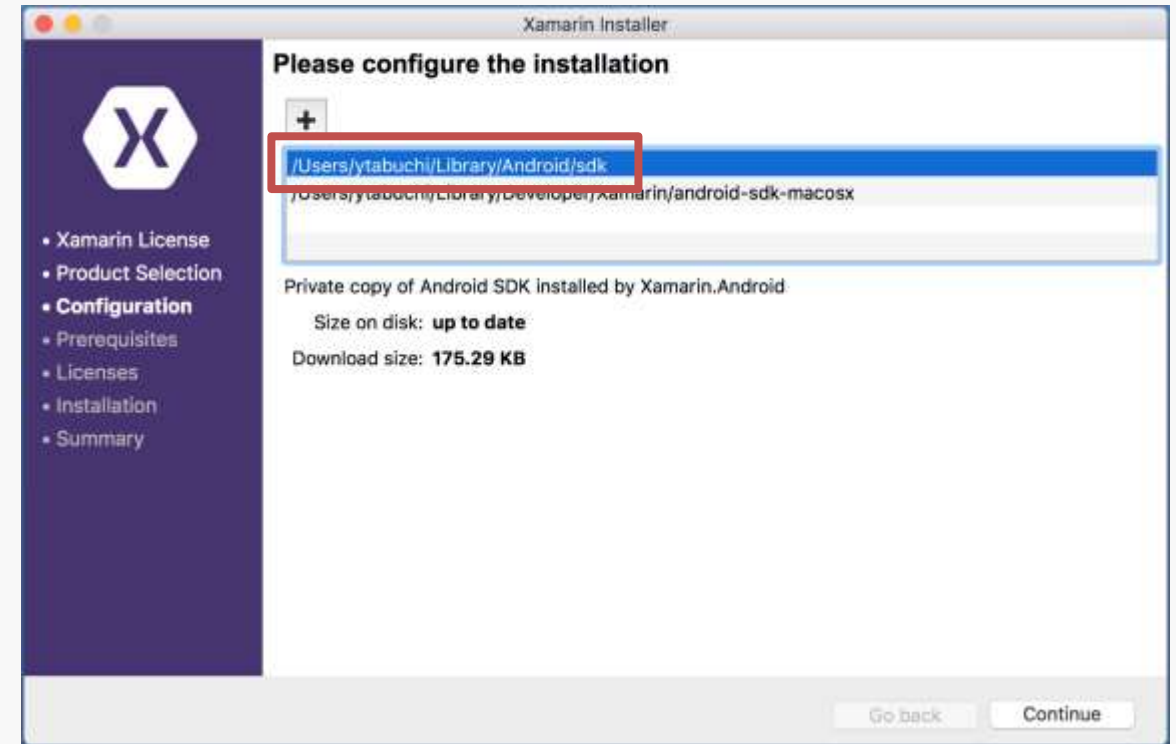 Xamarin Installer
Please configure the installation
+
/Users/ytabuchi/Library/Android/sdk
/Users/ytabuchi/Library/Developer/Xamarin/android-sdk-macosx
• Xamarin License
• Product Selection
• Configuration
• Prerequisites
• Licenses
• Installation
• Summary
Private copy of Android SDK installed by Xamarin.Android
Size on disk: up to date
Download size: 175.29 KB
Go back
Continue